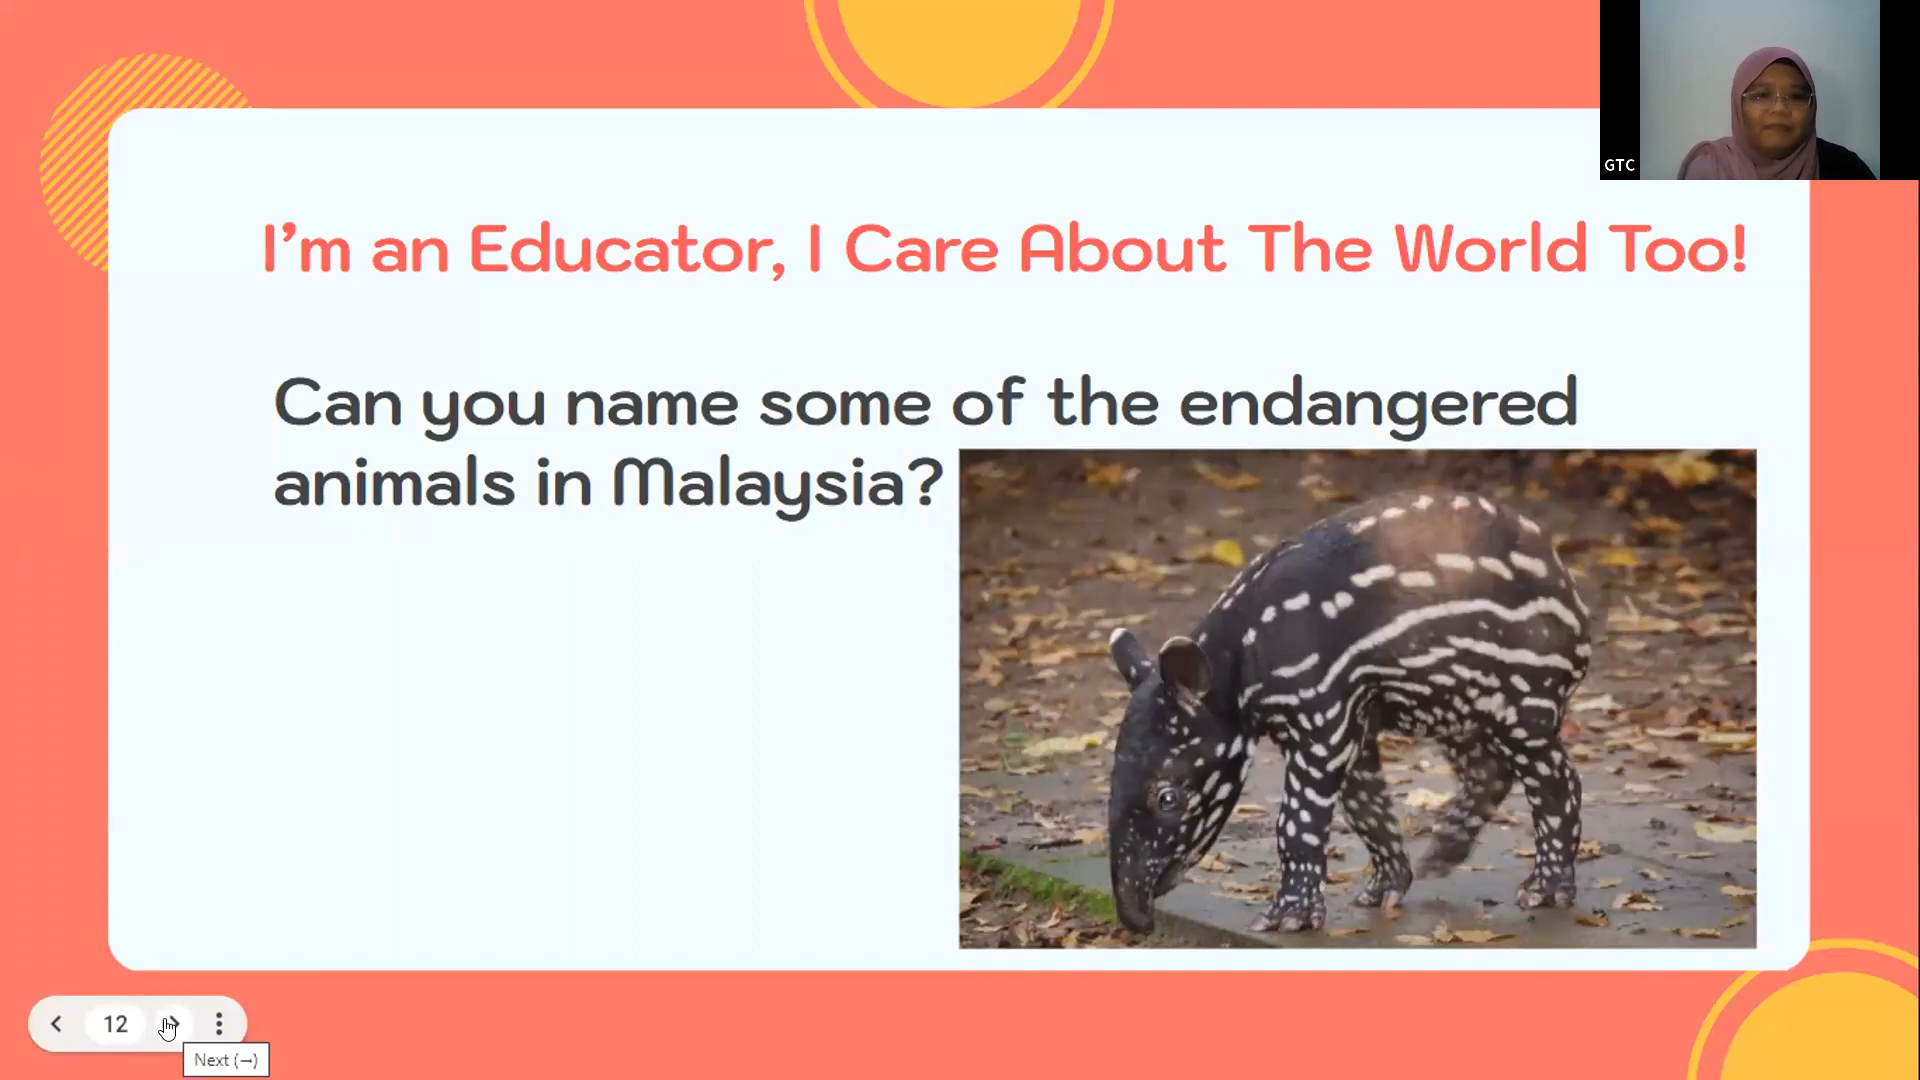 GTC
I'm an Educator, I Care About The World Too!
Can you name some of the endangered
animals in Malaysia?
12
Next (→)